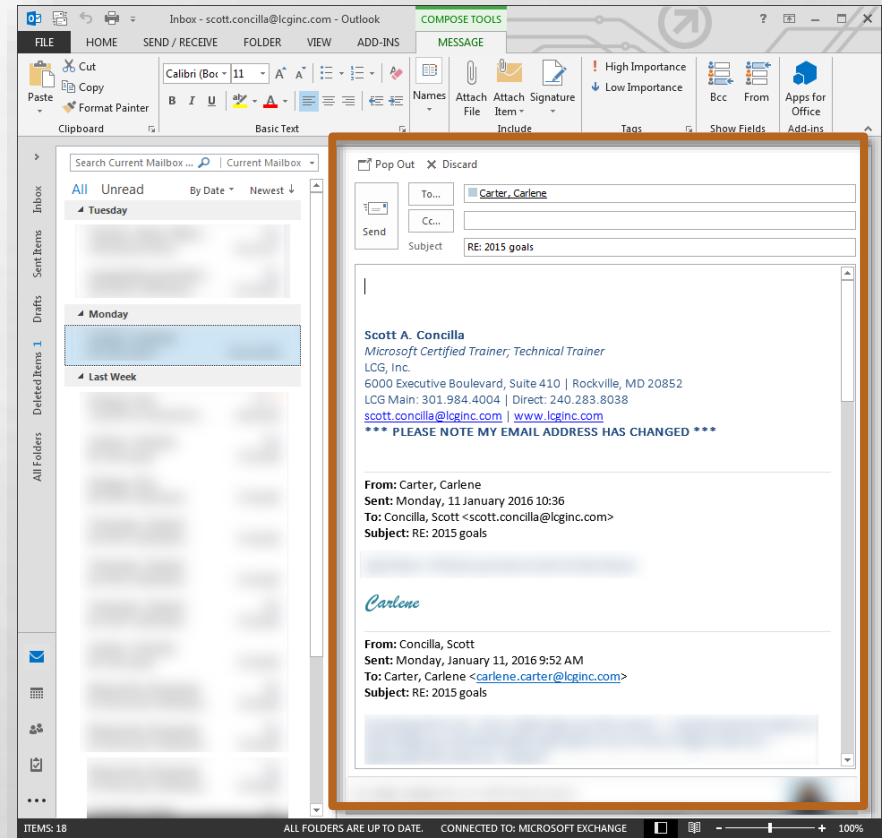 Inbox - scott.concilla@lcginc.com - Outlook
COMPOSE TOOLS
?
FILE
HOME
SEND / RECEIVE
FOLDER
VIEW
ADD-INS
MESSAGE
Paste
Cut
Copy
Format Painter
Clipboard
Calibri (Boc
11
B I U
Basic Text
Names
Attach File
Attach Item
Signature
Include
High Importance
Low Importance
Tags
Bcc
From
Show Fields
Apps for Office
Add-ins
Inbox
Sent Items
Drafts
Deleted Items 1
All Folders
Search Current Mailbox ...
Current Mailbox
All Unread By Date Newest
Tuesday
Monday
Last Week
Pop Out Discard
Send
To... Carter, Carlene
Cc...
Subject RE: 2015 goals
Scott A. Concilla
Microsoft Certified Trainer; Technical Trainer
LCG, Inc.
6000 Executive Boulevard, Suite 410 | Rockville, MD 20852
LCG Main: 301.984.4004 | Direct: 240.283.8038
scott.concilla@lcginc.com | www.lcginc.com
*** PLEASE NOTE MY EMAIL ADDRESS HAS CHANGED ***
From: Carter, Carlene
Sent: Monday, 11 January 2016 10:36
To: Concilla, Scott <scott.concilla@lcginc.com>
Subject: RE: 2015 goals
Carlene
From: Concilla, Scott
Sent: Monday, January 11, 2016 9:52 AM
To: Carter, Carlene <carlene.carter@lcginc.com>
Subject: RE: 2015 goals
ITEMS: 18
ALL FOLDERS ARE UP TO DATE.
CONNECTED TO: MICROSOFT EXCHANGE
100%